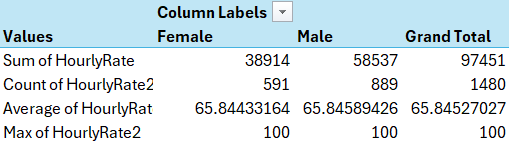 Column Labels
Values Female Male Grand Total
Sum of HourlyRate 38914 58537 97451
Count of HourlyRate2 591 889 1480
Average of HourlyRat 65.84433164 65.84589426 65.84527027
Max of HourlyRate2 100 100 100